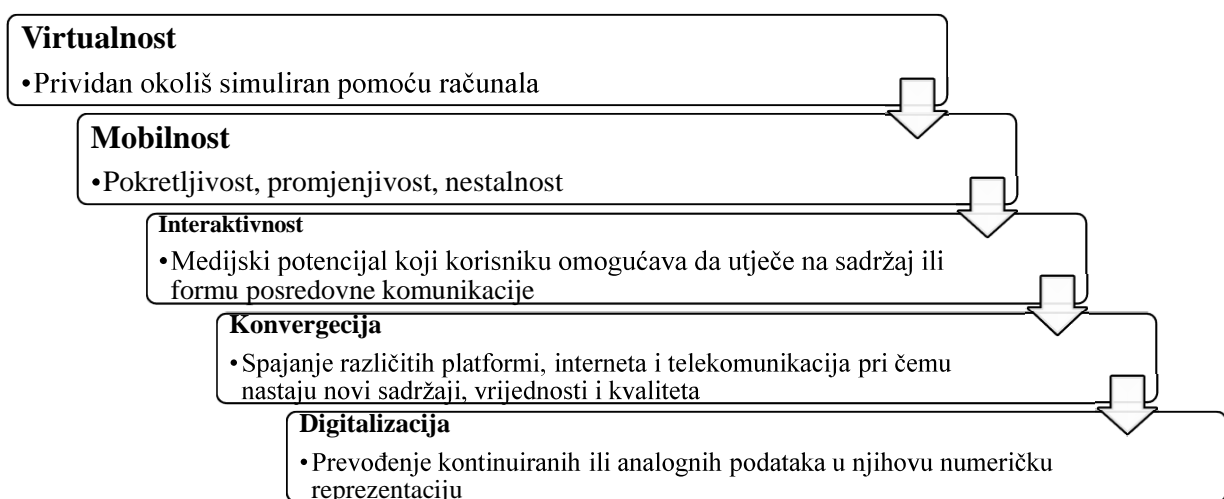 Virtualnost
•Prividan okoliš simuliran pomoću računala
Mobilnost
•Pokretljivost, promjenjivost, nestalnost
Interaktivnost
•Medijski potencijal koji korisniku omogućava da utječe na sadržaj ili
formu posredovne komunikacije
Konvergecija
•Spajanje različitih platformi, interneta i telekomunikacija pri čemu
nastaju novi sadržaji, vrijednosti i kvaliteta
Digitalizacija
•Prevođenje kontinuiranih ili analognih podataka u njihovu numeričku
reprezentaciju